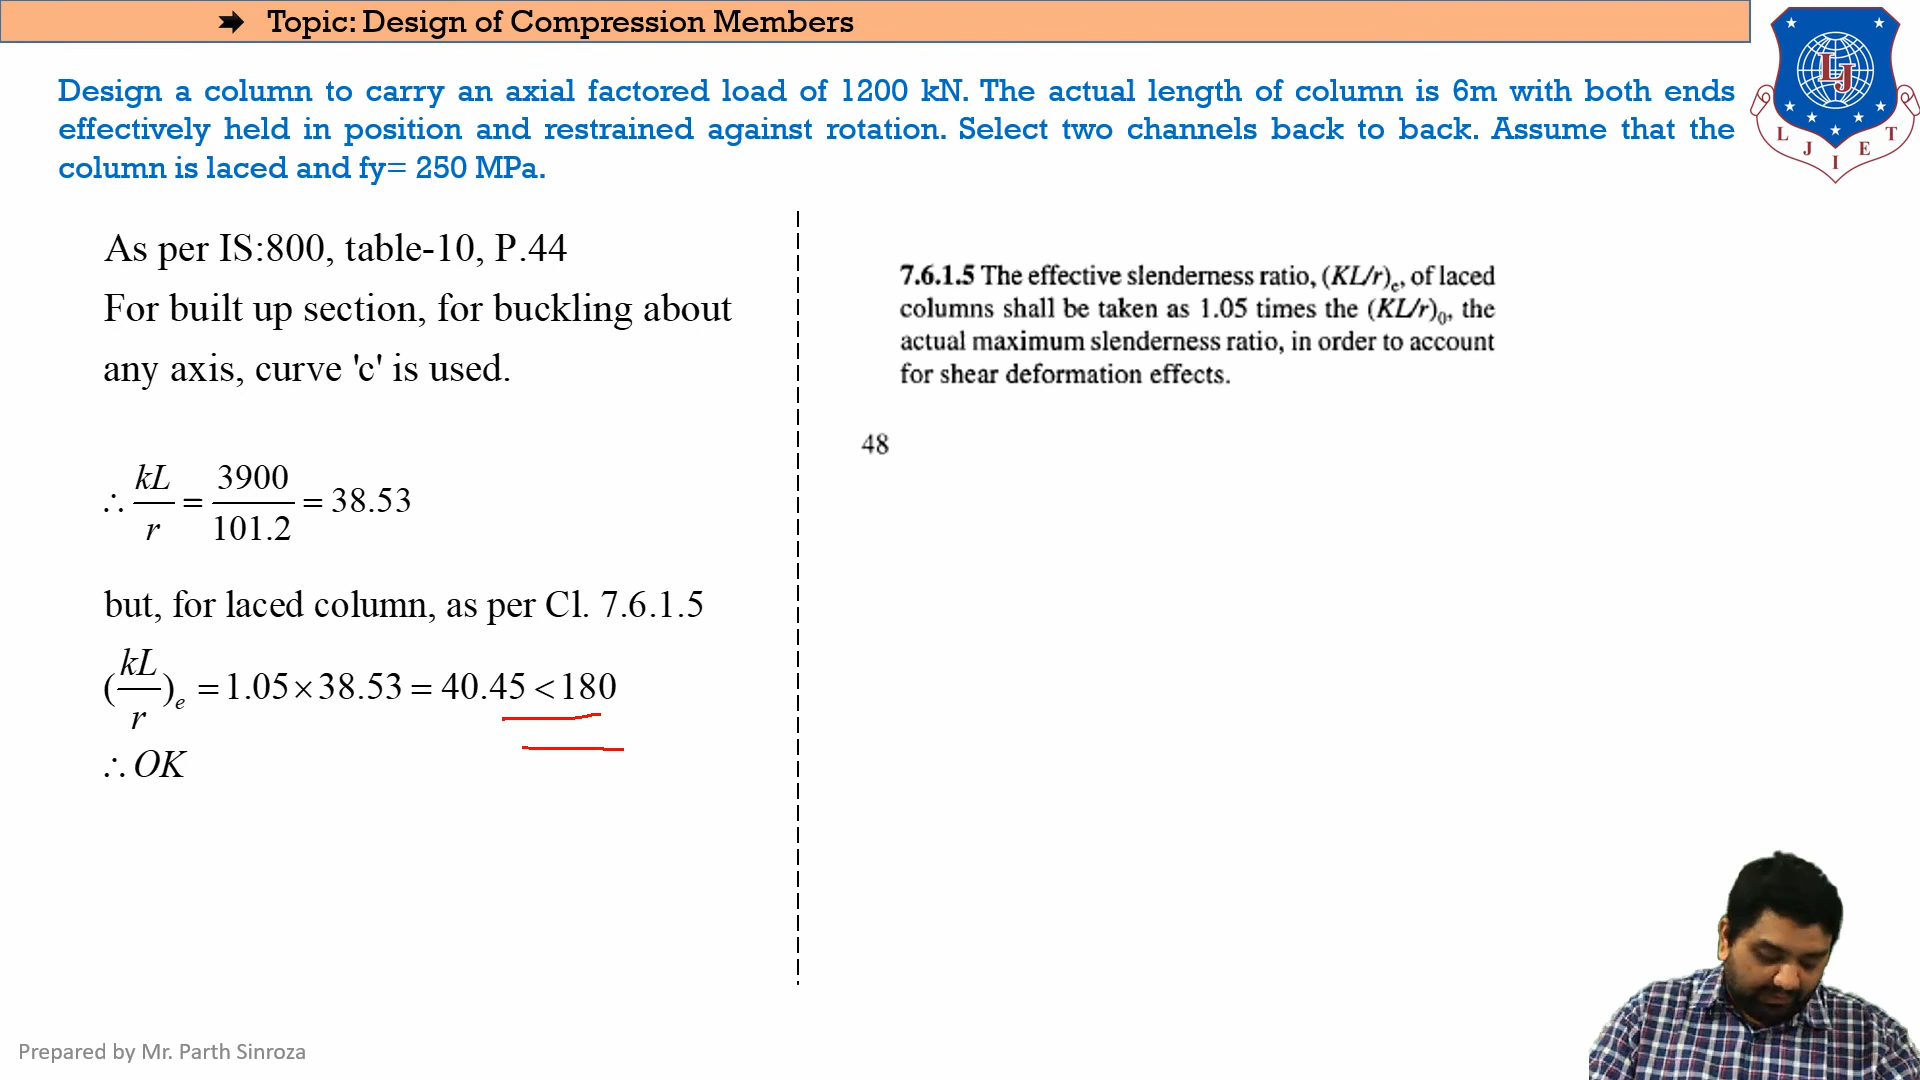 ➡ Topic: Design of Compression Members
Design a column to carry an axial factored load of 1200 kN. The actual length of column is 6m with both ends
effectively held in position and restrained against rotation. Select two channels back to back. Assume that the
column is laced and fy= 250 MPa.
LJ
L J I E T
As per IS:800, table-10, P.44
For built up section, for buckling about
any axis, curve 'c' is used.
∴ kL/r = 3900/101.2 = 38.53
but, for laced column, as per Cl. 7.6.1.5
(kL/r)e = 1.05×38.53 = 40.45 < 180
∴ OK
7.6.1.5 The effective slenderness ratio, (KL/r)e, of laced
columns shall be taken as 1.05 times the (KL/r)0, the
actual maximum slenderness ratio, in order to account
for shear deformation effects.
48
Prepared by Mr. Parth Sinroza